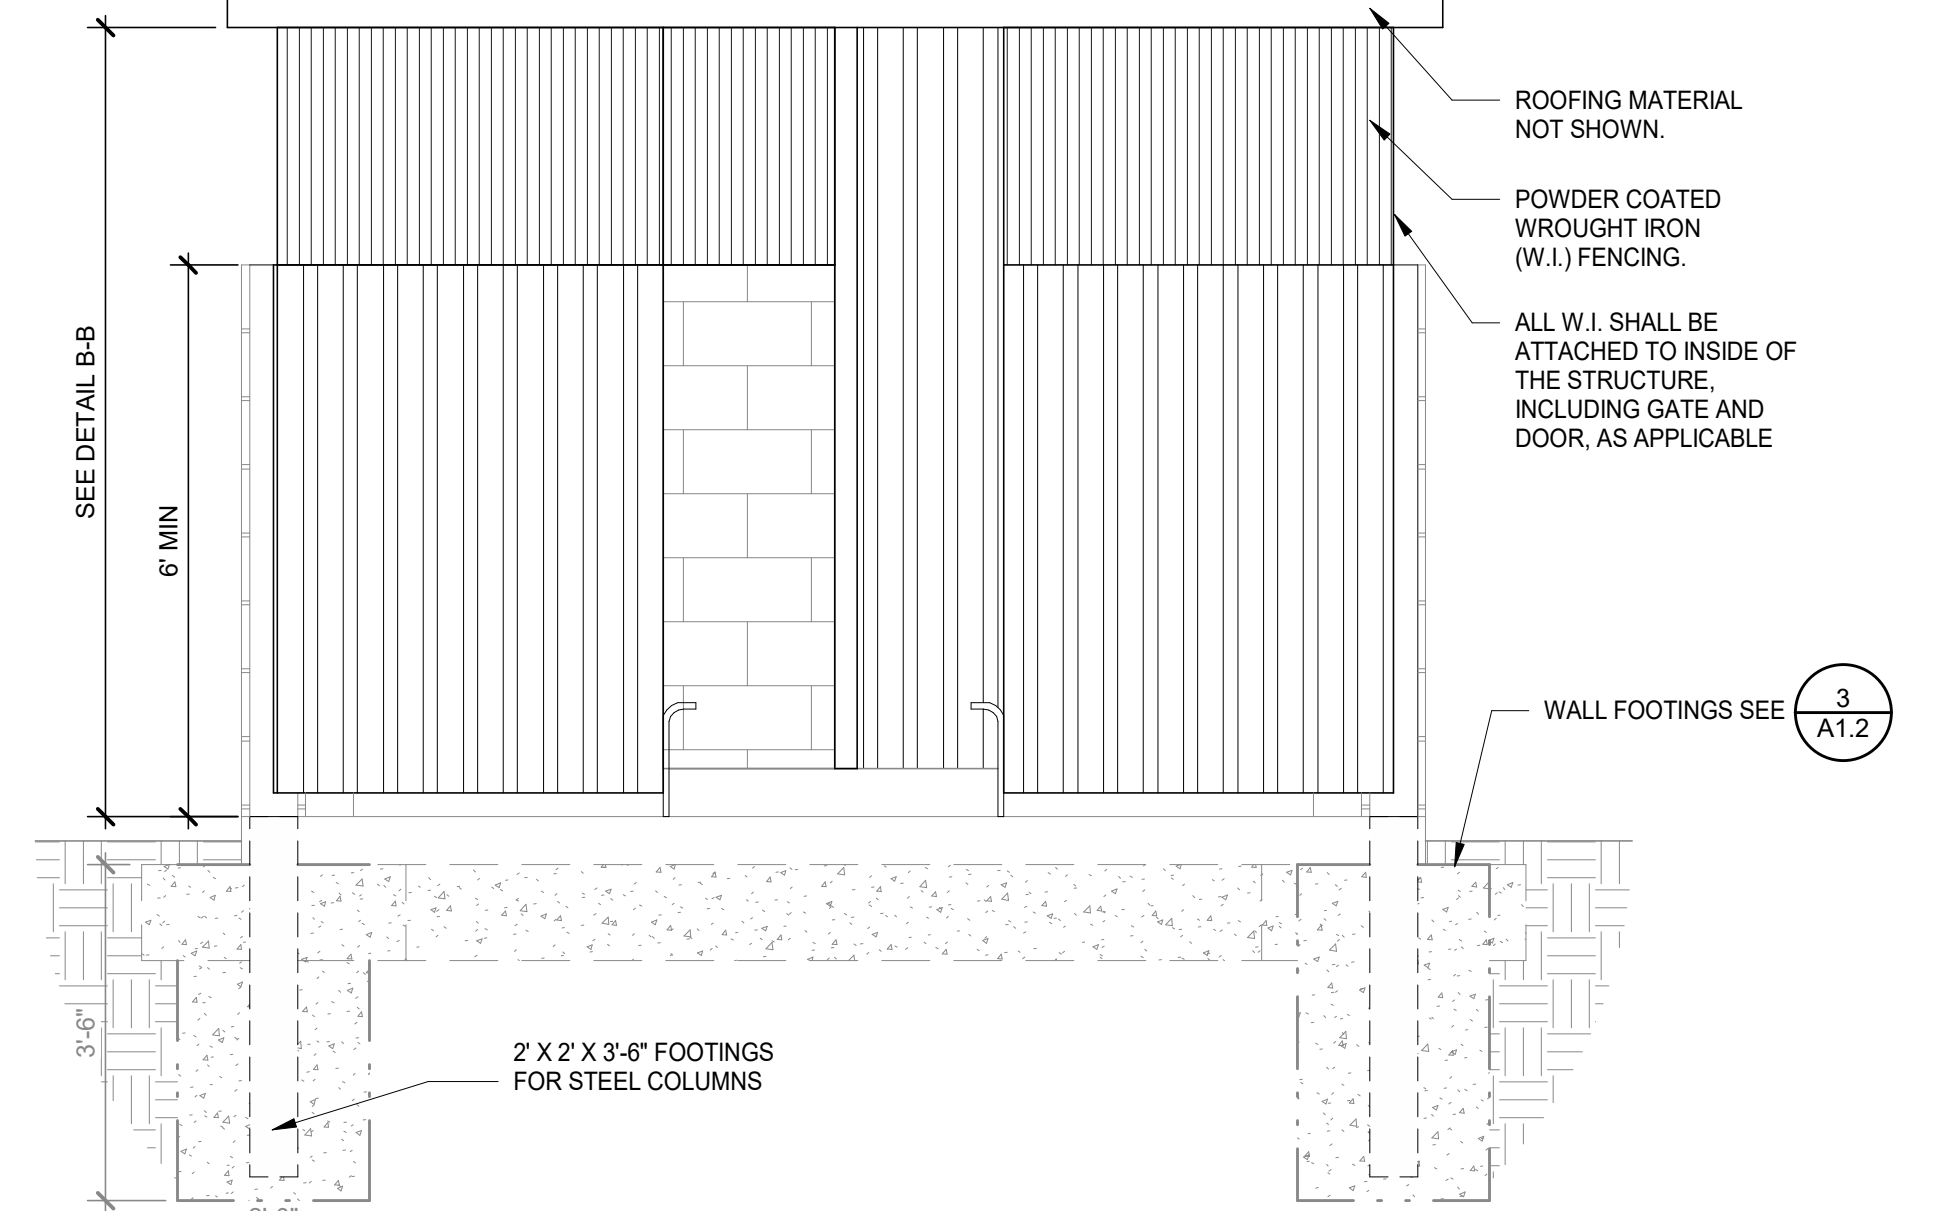 ROOFING MATERIAL
NOT SHOWN.
POWDER COATED
WROUGHT IRON
(W.I.) FENCING.
ALL W.I. SHALL BE
ATTACHED TO INSIDE OF
THE STRUCTURE,
INCLUDING GATE AND
DOOR, AS APPLICABLE
SEE DETAIL B-B
6' MIN
WALL FOOTINGS SEE
3
A1.2
3'-6"
2' X 2' X 3'-6" FOOTINGS
FOR STEEL COLUMNS